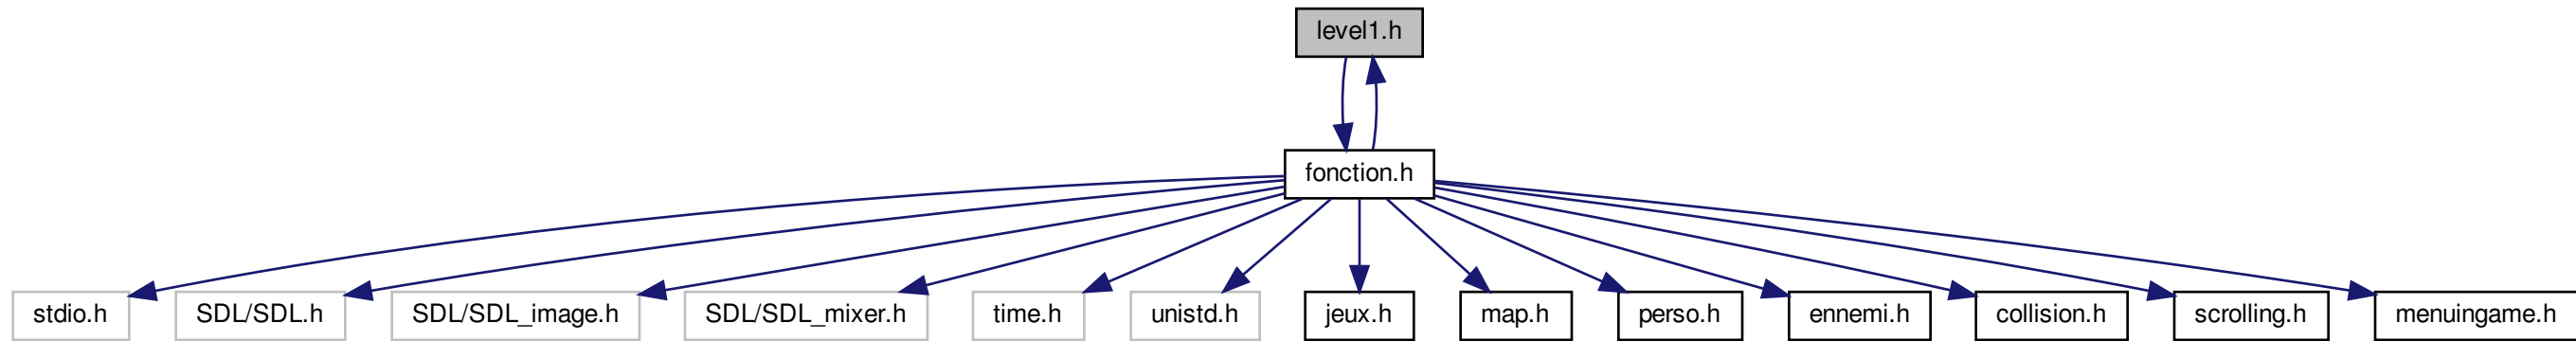 level1.h
fonction.h
stdio.h
SDL/SDL.h
SDL/SDL_image.h
SDL/SDL_mixer.h
time.h
unistd.h
jeux.h
map.h
perso.h
ennemi.h
collision.h
scrolling.h
menuingame.h